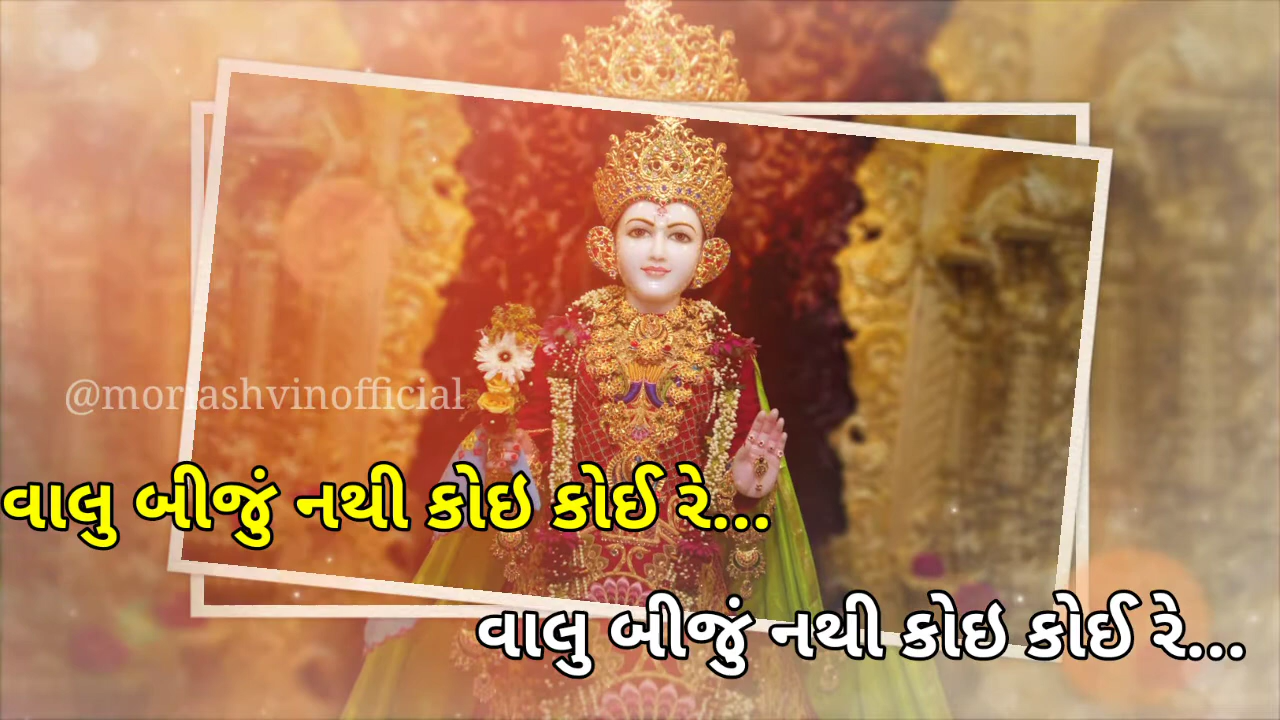 @moriashvinofficial
વાલુ બીજું નથી કોઇ કોઈ રે...
વાલુ બીજું નથી કોઇ કોઈ રે...